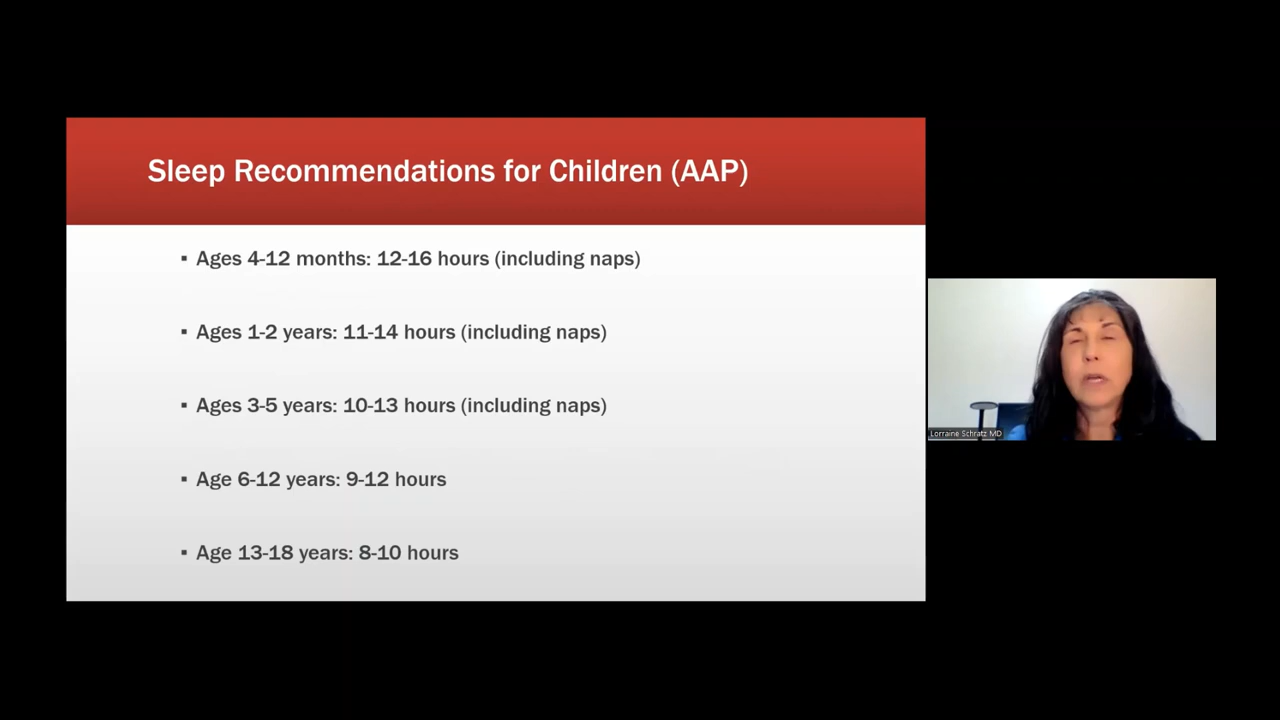 Sleep Recommendations for Children (AAP)
▪ Ages 4-12 months: 12-16 hours (including naps)
▪ Ages 1-2 years: 11-14 hours (including naps)
▪ Ages 3-5 years: 10-13 hours (including naps)
▪ Age 6-12 years: 9-12 hours
▪ Age 13-18 years: 8-10 hours
Lorraine Schratz MD